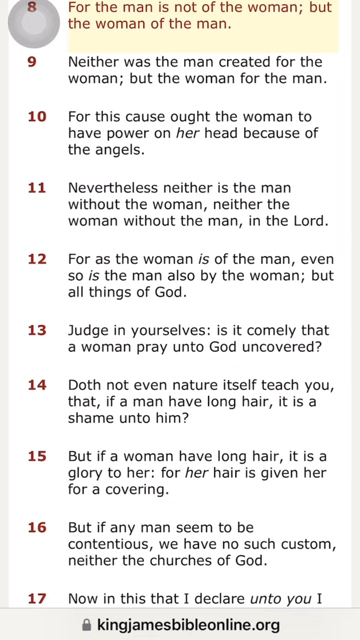 8 For the man is not of the woman; but
the woman of the man.
9 Neither was the man created for the
woman; but the woman for the man.
10 For this cause ought the woman to
have power on her head because of
the angels.
11 Nevertheless neither is the man
without the woman, neither the
woman without the man, in the Lord.
12 For as the woman is of the man, even
so is the man also by the woman; but
all things of God.
13 Judge in yourselves: is it comely that
a woman pray unto God uncovered?
14 Doth not even nature itself teach you,
that, if a man have long hair, it is a
shame unto him?
15 But if a woman have long hair, it is a
glory to her: for her hair is given her
for a covering.
16 But if any man seem to be
contentious, we have no such custom,
neither the churches of God.
17 Now in this that I declare unto you I
kingjamesbibleonline.org